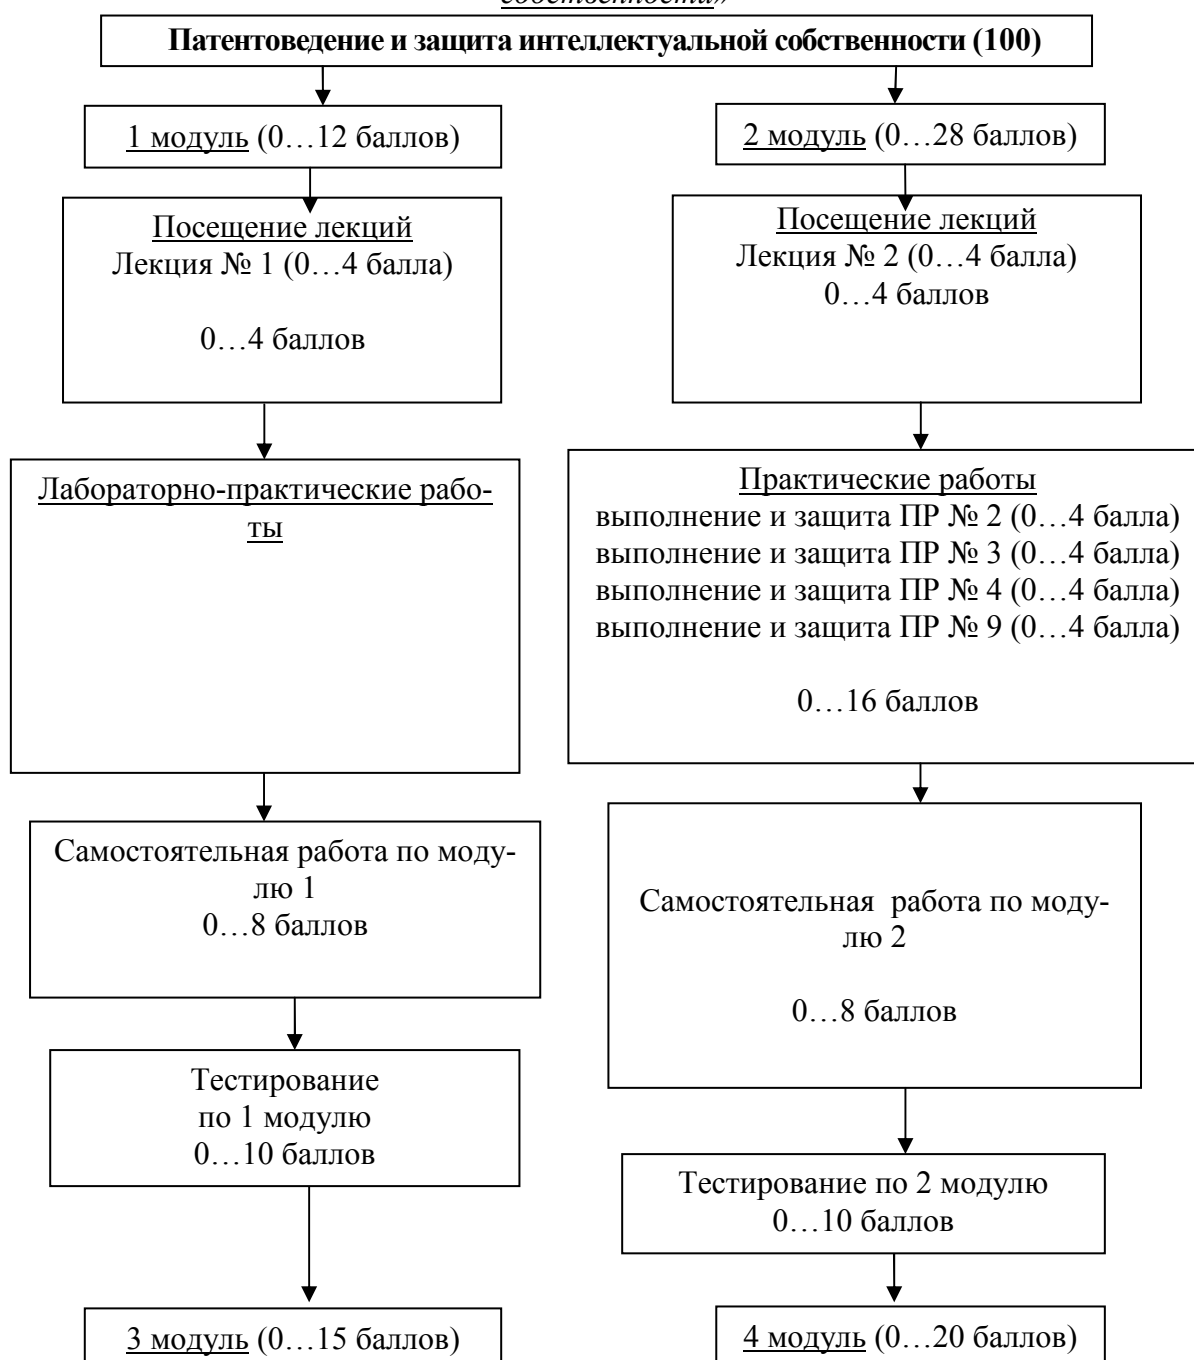 собственности»
Патентоведение и защита интеллектуальной собственности (100)
1 модуль (0…12 баллов)
Посещение лекций
Лекция № 1 (0…4 балла)
0…4 баллов
Лабораторно-практические рабо-
ты
Самостоятельная работа по моду-
лю 1
0…8 баллов
Тестирование
по 1 модулю
0…10 баллов
3 модуль (0…15 баллов)
2 модуль (0…28 баллов)
Посещение лекций
Лекция № 2 (0…4 балла)
0…4 баллов
Практические работы
выполнение и защита ПР № 2 (0…4 балла)
выполнение и защита ПР № 3 (0…4 балла)
выполнение и защита ПР № 4 (0…4 балла)
выполнение и защита ПР № 9 (0…4 балла)
0…16 баллов
Самостоятельная  работа по моду-
лю 2
0…8 баллов
Тестирование по 2 модулю
0…10 баллов
4 модуль (0…20 баллов)